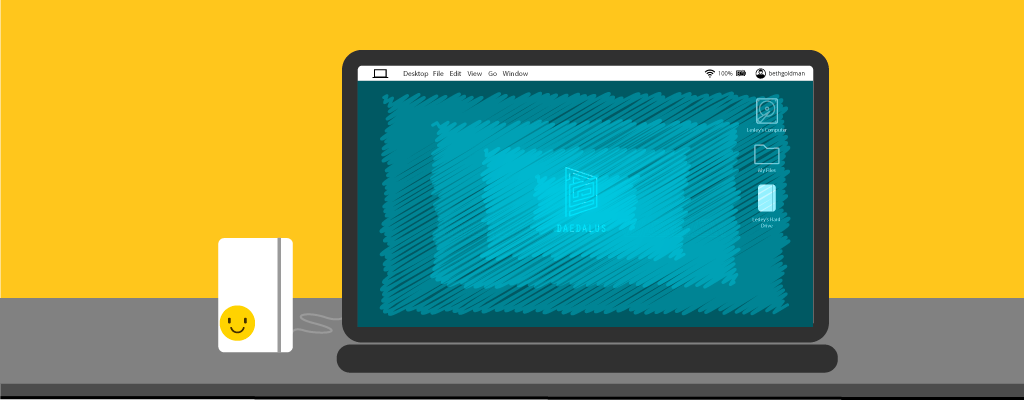 Desktop File Edit View Go Window
100%
bethgoldman
Lesley's Computer
My Files
Lesley's Hard
Drive
DAEDALUS